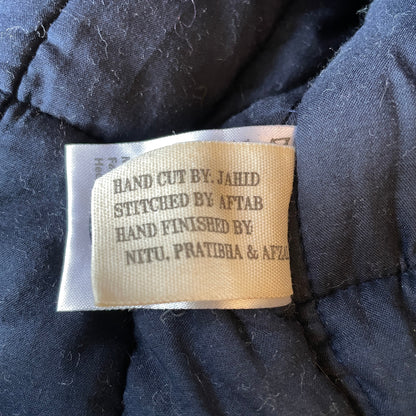 HAND CUT BY: JAHID
STITCHED BY: AFTAB
HAND FINISHED BY:
NITU, PRATIBHA &